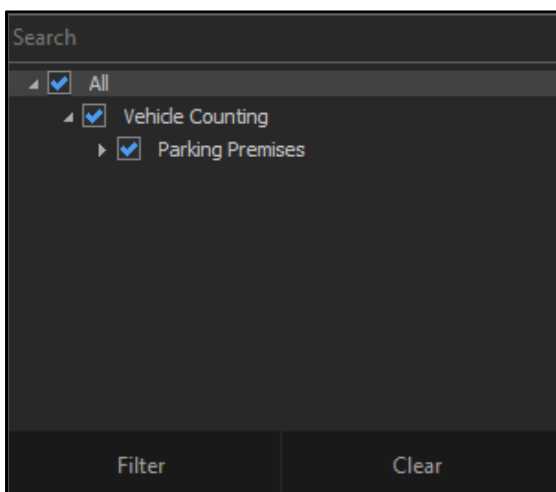 Search
All
Vehicle Counting
Parking Premises
Filter Clear